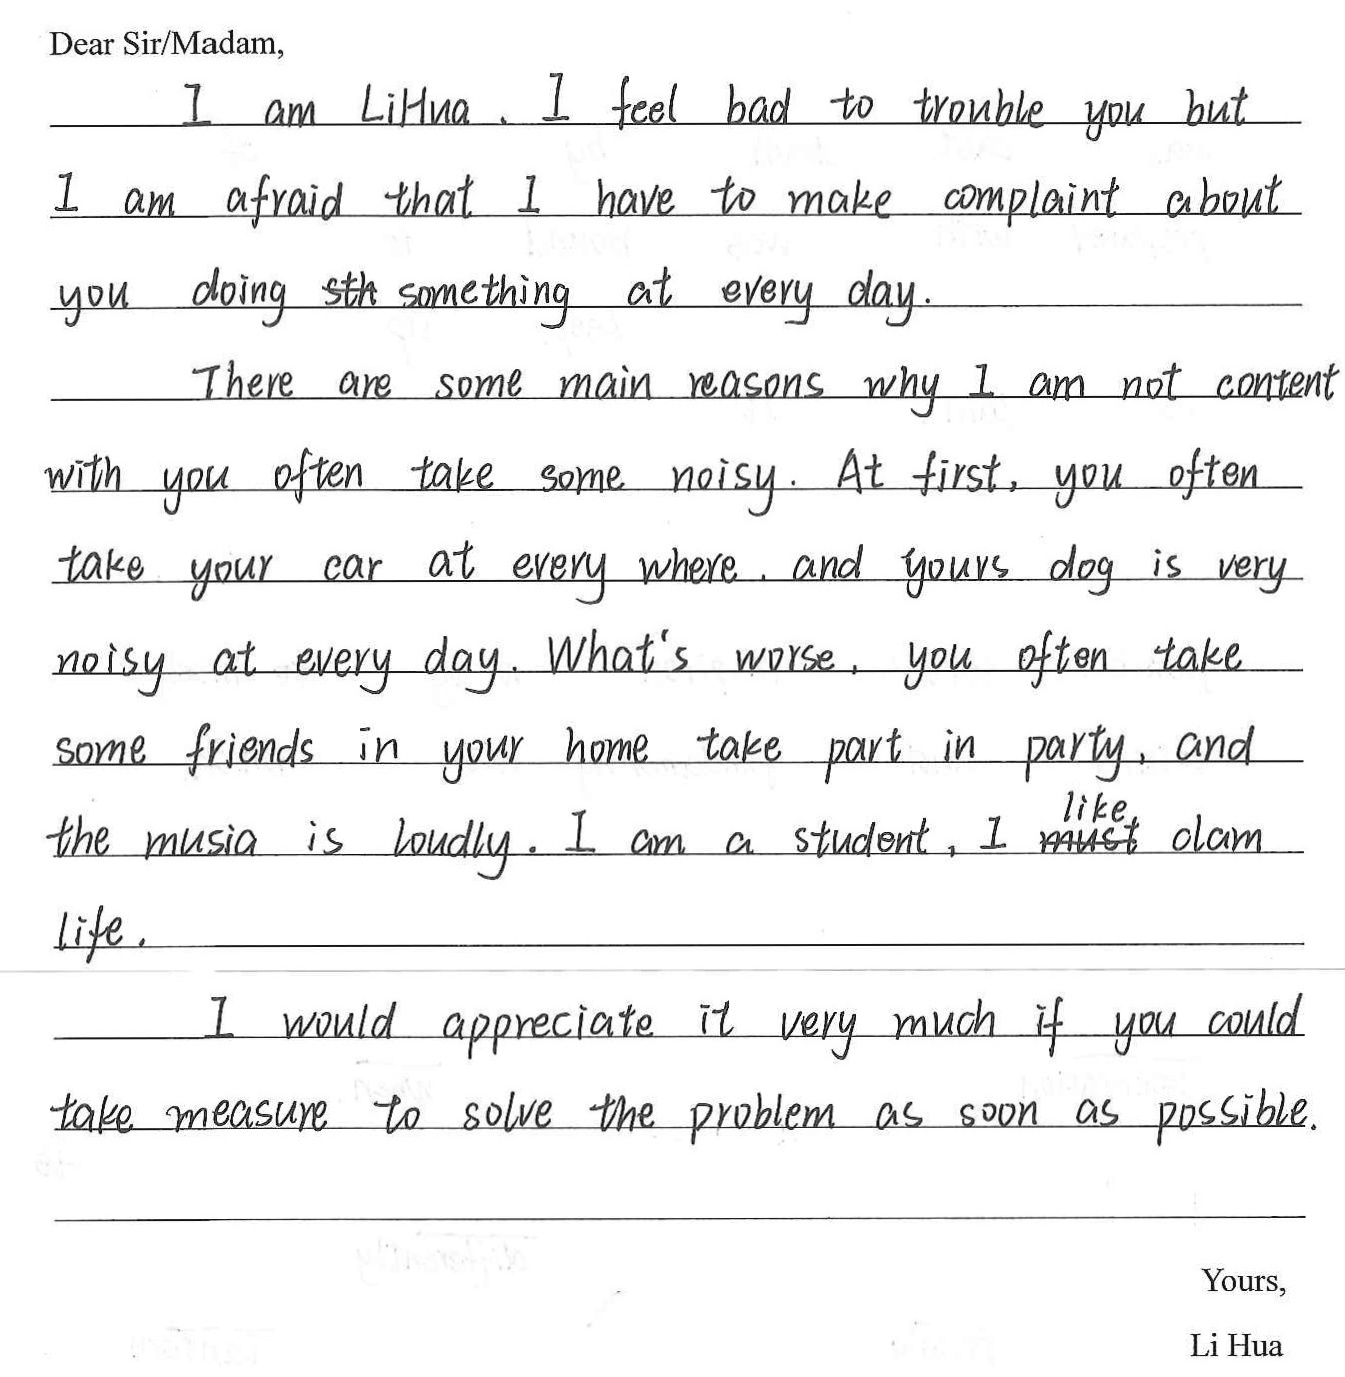 Dear Sir/Madam,
I am LiHua. I feel bad to trouble you but
I am afraid that I have to make complaint about
you doing sth something at every day.
There are some main reasons why I am not content
with you often take some noisy. At first, you often
take your car at every where. and yours dog is very
noisy at every day. What's worse, you often take
some friends in your home take part in party, and
the musia is loudly. I am a student, I must like clam
life.
I would appreciate it very much if you could
take measure to solve the problem as soon as possible.
Yours,
Li Hua